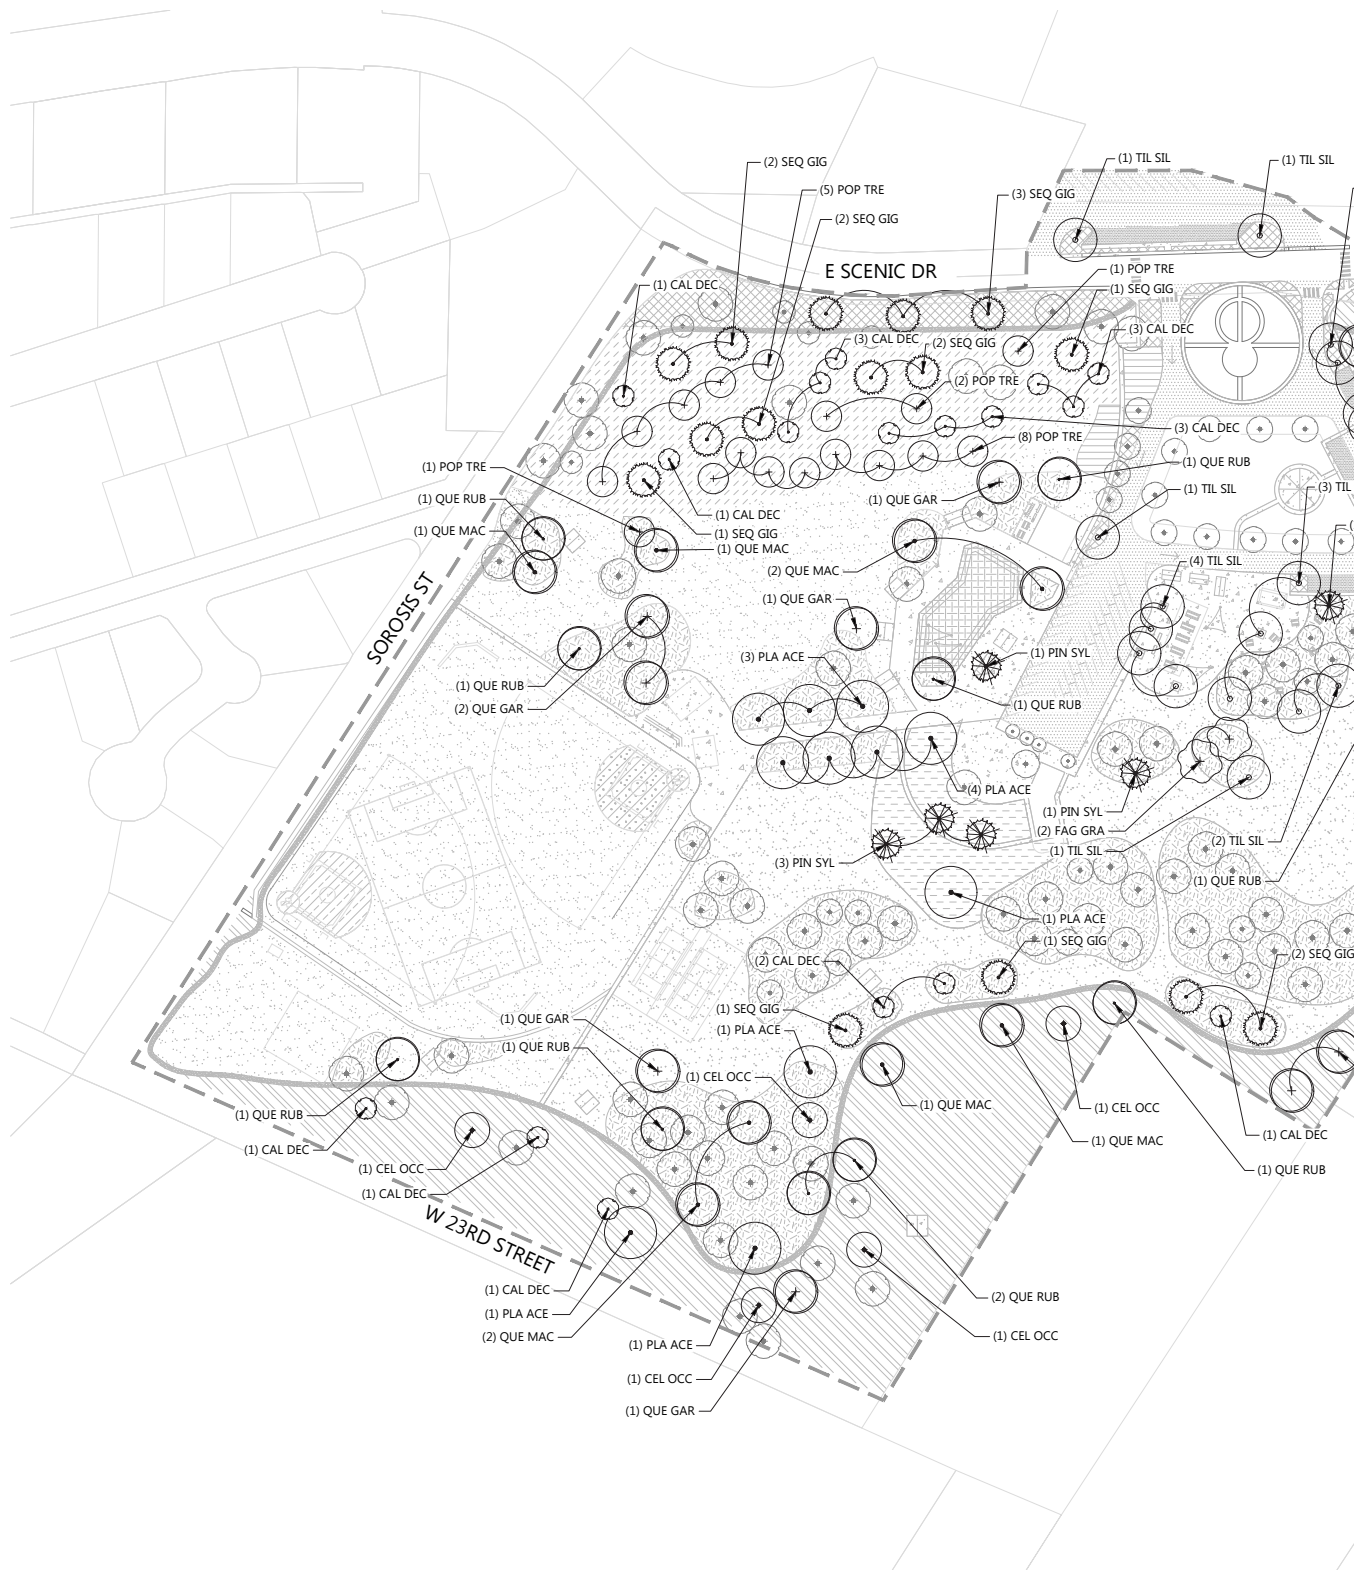 (1) TIL SIL
(1) TIL SIL
(2) SEQ GIG
(5) POP TRE
(3) SEQ GIG
(2) SEQ GIG
E SCENIC DR
(1) POP TRE
(1) CAL DEC
(1) SEQ GIG
(3) CAL DEC
(3) CAL DEC
(2) SEQ GIG
(2) POP TRE
(3) CAL DEC
(8) POP TRE
(1) POP TRE
(1) QUE RUB
(3) TIL
(1) TIL SIL
(1) QUE RUB
(1) QUE GAR
(1) CAL DEC
(1) QUE MAC
(1) SEQ GIG
(1) QUE MAC
(4) TIL SIL
(2) QUE MAC
SOROSIS ST
(1) QUE GAR
(1) PIN SYL
(3) PLA ACE
(1) QUE RUB
(1) QUE RUB
(2) QUE GAR
(4) PLA ACE
(1) PIN SYL
(2) FAG GRA
(2) TIL SIL
(1) TIL SIL
(3) PIN SYL
(1) QUE RUB
(1) PLA ACE
(1) SEQ GIG
(2) SEQ GIG
(2) CAL DEC
(1) SEQ GIG
(1) QUE GAR
(1) PLA ACE
(1) QUE RUB
(1) CEL OCC
(1) QUE MAC
(1) CEL OCC
(1) QUE RUB
(1) CAL DEC
(1) QUE MAC
(1) CAL DEC
(1) CEL OCC
(1) QUE RUB
(1) CAL DEC
W 23RD STREET
(1) CAL DEC
(2) QUE RUB
(1) PLA ACE
(2) QUE MAC
(1) CEL OCC
(1) PLA ACE
(1) CEL OCC
(1) QUE GAR